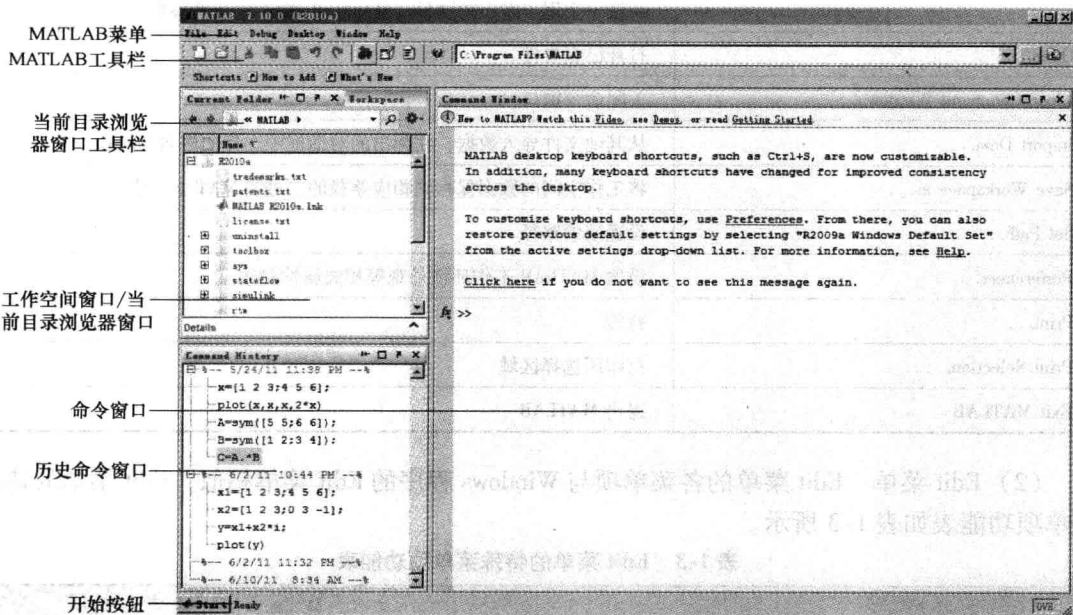 MATLAB 7.10.0 (R2010a)
MATLAB菜单
File Edit Debug Desktop Window Help
MATLAB工具栏
C:\Program Files\MATLAB
Shortcuts How to Add What's New
Current Folder
Workspace
Command Window
当前目录浏览
器窗口工具栏
« MATLAB
New to MATLAB? Watch this Video, see Demos, or read Getting Started.
Name
R2010a
trademarks.txt
patents.txt
MATLAB R2010a.lnk
license.txt
uninstall
toolbox
sys
stateflow
simulink
rtw
MATLAB desktop keyboard shortcuts, such as Ctrl+S, are now customizable.
In addition, many keyboard shortcuts have changed for improved consistency
across the desktop.
To customize keyboard shortcuts, use Preferences. From there, you can also
restore previous default settings by selecting "R2009a Windows Default Set"
from the active settings drop-down list. For more information, see Help.
Click here if you do not want to see this message again.
fx >>
工作空间窗口/当
前目录浏览器窗口
Details
Command History
%-- 5/24/11 11:38 PM --%
x=[1 2 3;4 5 6];
plot(x,x,x,2*x)
命令窗口
A=sym([5 5;6 6]);
B=sym([1 2;3 4]);
C=A.*B
历史命令窗口
%-- 6/2/11 10:44 PM --%
x1=[1 2 3;4 5 6];
x2=[1 2 3;0 3 -1];
y=x1+x2*i;
plot(y)
%-- 6/2/11 11:32 PM --%
%-- 6/10/11 8:34 AM --%
开始按钮
Start Ready
OVR